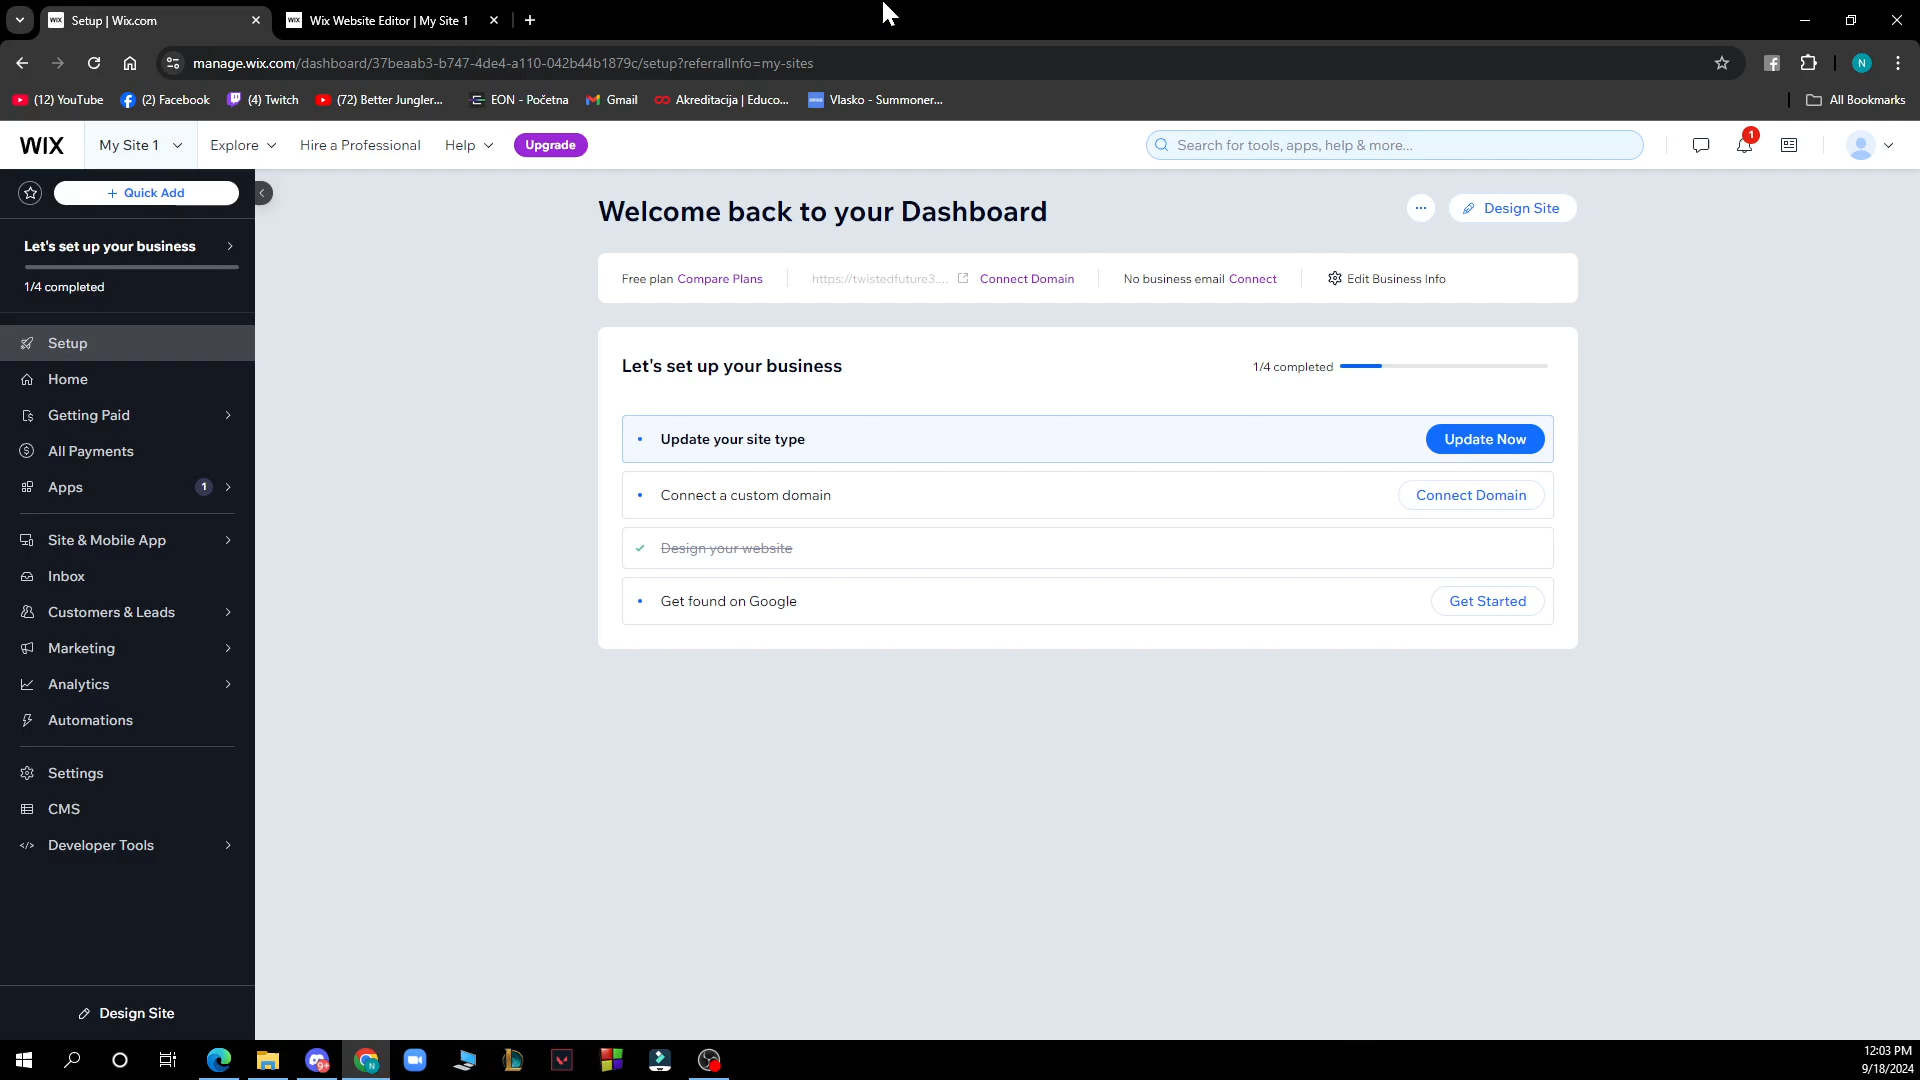 Setup | Wix.com
Wix Website Editor | My Site 1
manage.wix.com/dashboard/37beaab3-b747-4de4-a110-042b44b1879c/setup?referralInfo=my-sites
N
(12) YouTube
(2) Facebook
(4) Twitch
(72) Better Jungler...
EON - Početna
Gmail
Akreditacija | Educo...
Vlasko - Summoner...
All Bookmarks
WIX
My Site 1
Explore
Hire a Professional
Help
Upgrade
Search for tools, apps, help & more...
1
+ Quick Add
Let's set up your business
1/4 completed
Setup
Home
Getting Paid
All Payments
Apps 1
Site & Mobile App
Inbox
Customers & Leads
Marketing
Analytics
Automations
Settings
CMS
Developer Tools
Design Site
Welcome back to your Dashboard
Design Site
Free plan Compare Plans
https://twistedfuture3....
Connect Domain
No business email Connect
Edit Business Info
Let's set up your business
1/4 completed
Update your site type
Update Now
Connect a custom domain
Connect Domain
Design your website
Get found on Google
Get Started
9+
N
12:03 PM
9/18/2024